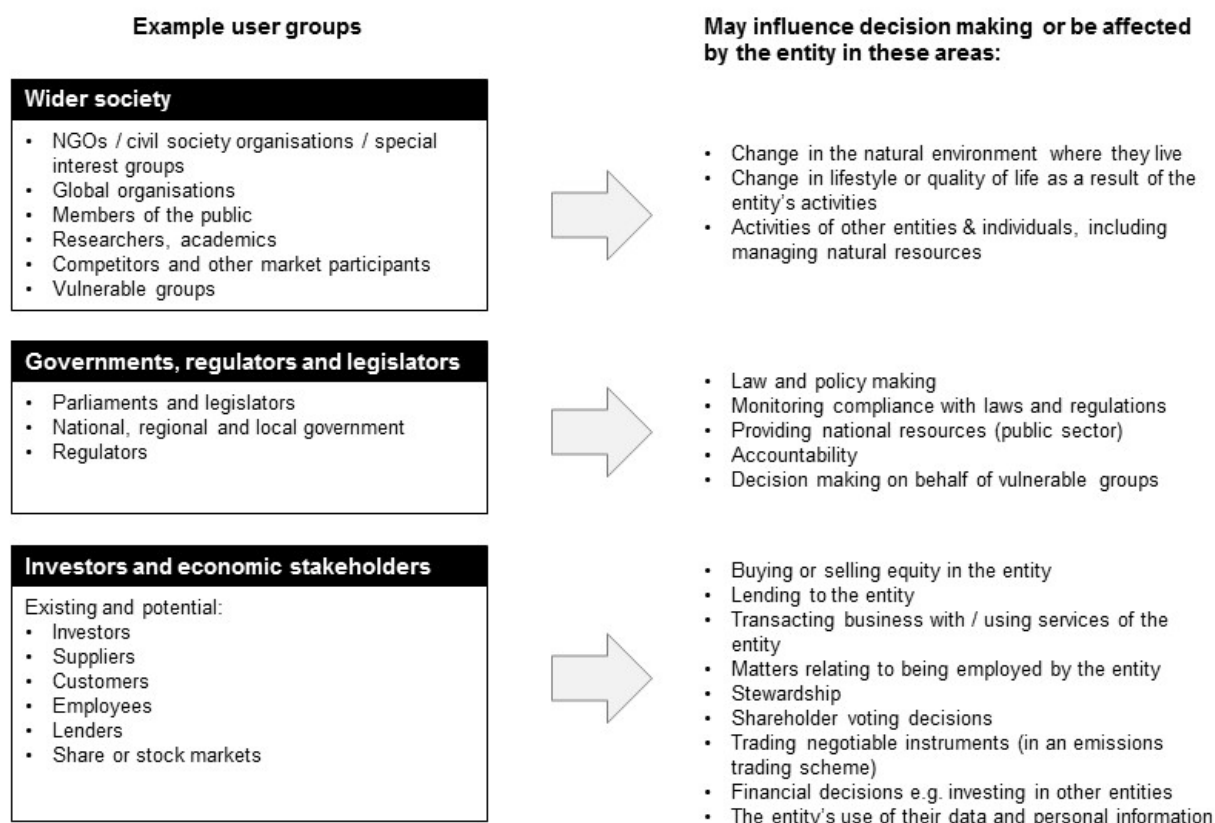 Example user groups
May influence decision making or be affected
by the entity in these areas:
Wider society
• NGOs / civil society organisations / special
interest groups
• Global organisations
• Members of the public
• Researchers, academics
• Competitors and other market participants
• Vulnerable groups
• Change in the natural environment where they live
• Change in lifestyle or quality of life as a result of the
entity's activities
• Activities of other entities & individuals, including
managing natural resources
Governments, regulators and legislators
• Parliaments and legislators
• National, regional and local government
• Regulators
• Law and policy making
• Monitoring compliance with laws and regulations
• Providing national resources (public sector)
• Accountability
• Decision making on behalf of vulnerable groups
Investors and economic stakeholders
Existing and potential:
• Investors
• Suppliers
• Customers
• Employees
• Lenders
• Share or stock markets
• Buying or selling equity in the entity
• Lending to the entity
• Transacting business with / using services of the
entity
• Matters relating to being employed by the entity
• Stewardship
• Shareholder voting decisions
• Trading negotiable instruments (in an emissions
trading scheme)
• Financial decisions e.g. investing in other entities
• The entity's use of their data and personal information